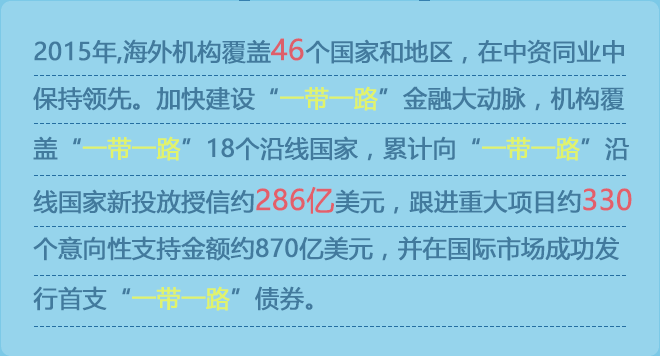 2015年,海外机构覆盖46个国家和地区，在中资同业中
保持领先。加快建设“一带一路”金融大动脉，机构覆
盖“一带一路”18个沿线国家，累计向“一带一路”沿
线国家新投放授信约286亿美元，跟进重大项目约330
个意向性支持金额约870亿美元，并在国际市场成功发
行首支“一带一路”债券。